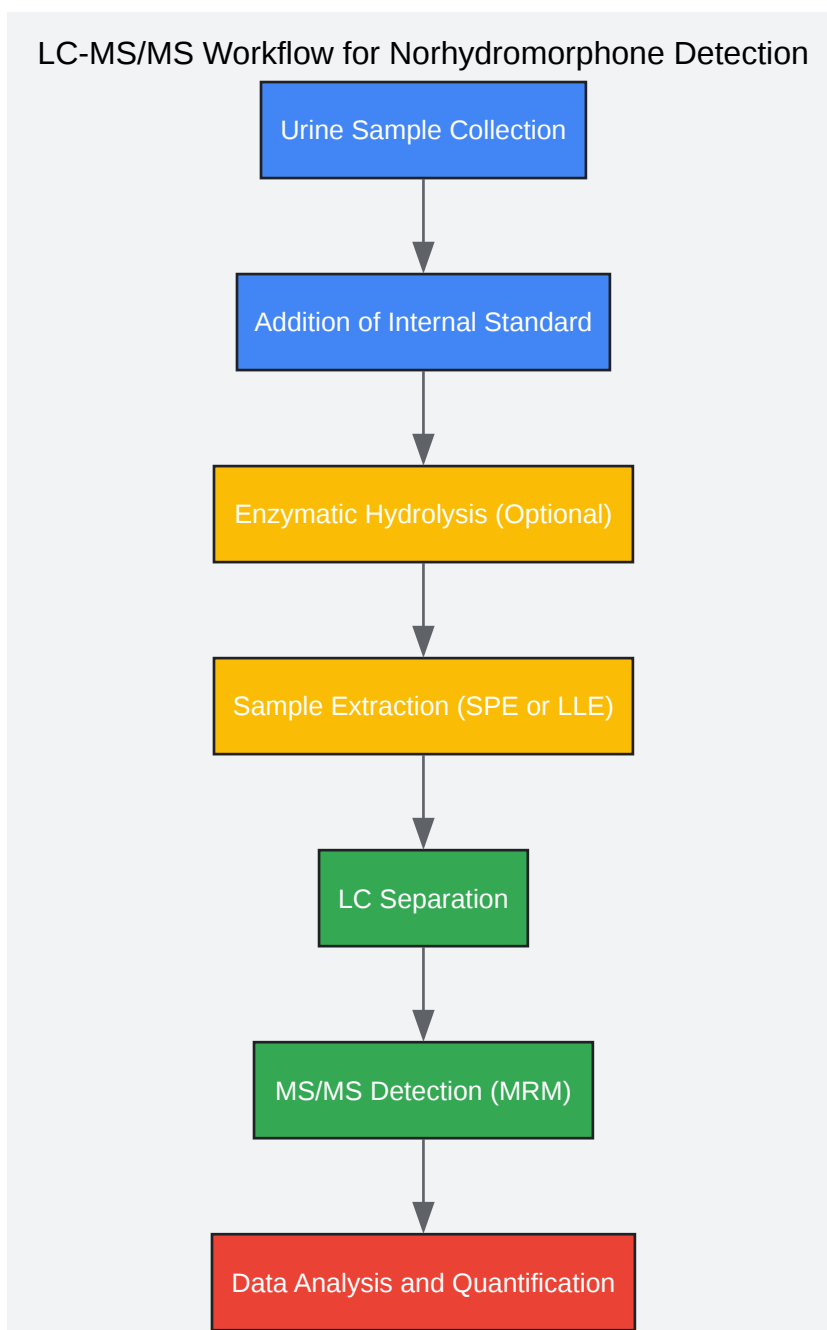 LC-MS/MS Workflow for Norhydromorphone Detection
Urine Sample Collection
Addition of Internal Standard
Enzymatic Hydrolysis (Optional)
Sample Extraction (SPE or LLE)
LC Separation
MS/MS Detection (MRM)
Data Analysis and Quantification